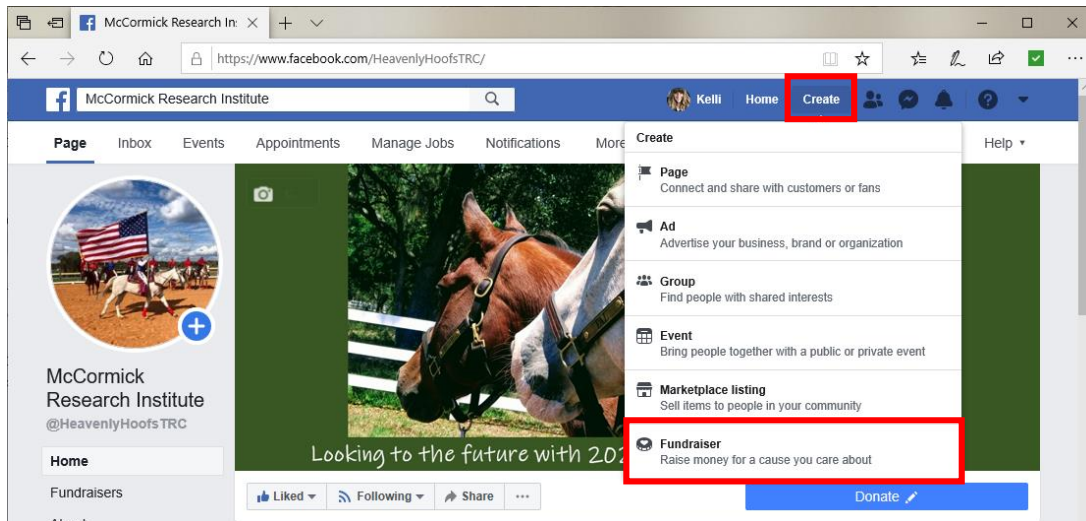 McCormick Research In:
https://www.facebook.com/HeavenlyHoofsTRC/
f McCormick Research Institute Kelli Home Create
Page Inbox Events Appointments Manage Jobs Notifications More Help
Create
Page
Connect and share with customers or fans
Ad
Advertise your business, brand or organization
Group
Find people with shared interests
Event
Bring people together with a public or private event
Marketplace listing
Sell items to people in your community
Fundraiser
Raise money for a cause you care about
McCormick
Research Institute
@HeavenlyHoofsTRC
Home
Fundraisers
Looking to the future with 202
Liked Following Share ... Donate